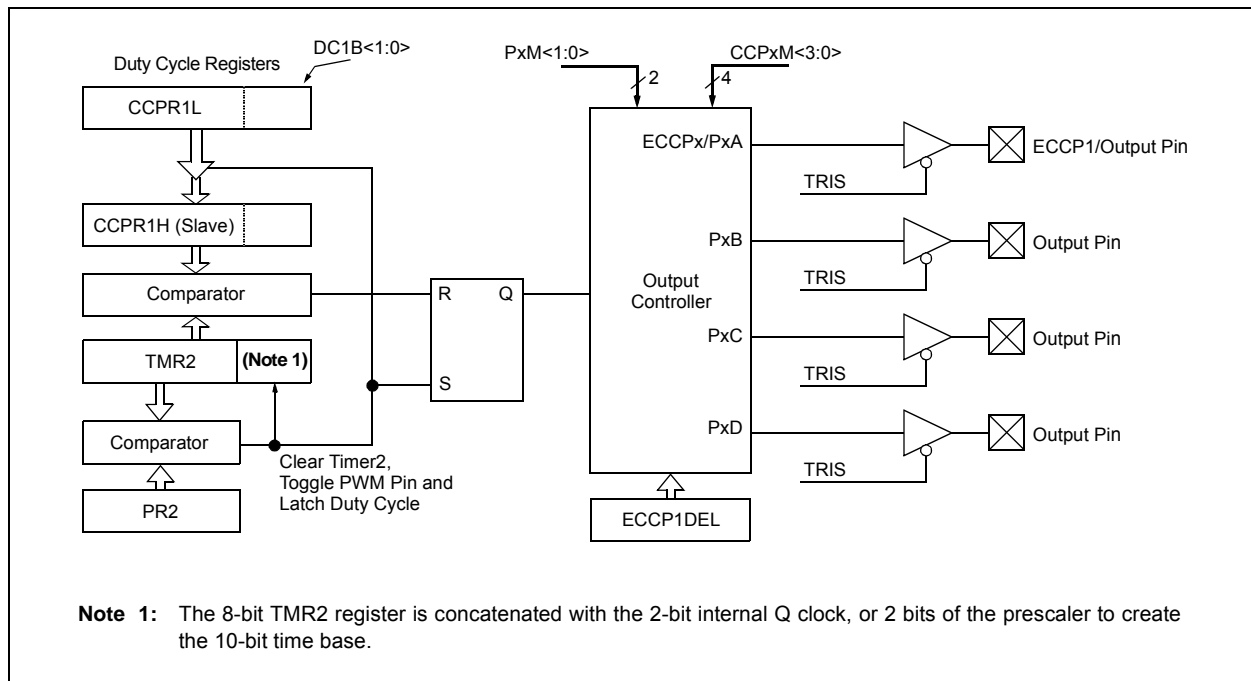 DC1B<1:0>
Duty Cycle Registers
CCPR1L
CCPR1H (Slave)
Comparator
TMR2 (Note 1)
Comparator
PR2
Clear Timer2,
Toggle PWM Pin and
Latch Duty Cycle
R Q
S
PxM<1:0>
2
CCPxM<3:0>
4
ECCPx/PxA
PxB
Output
Controller
PxC
PxD
ECCP1DEL
TRIS
ECCP1/Output Pin
TRIS
Output Pin
TRIS
Output Pin
TRIS
Output Pin
Note 1: The 8-bit TMR2 register is concatenated with the 2-bit internal Q clock, or 2 bits of the prescaler to create
the 10-bit time base.